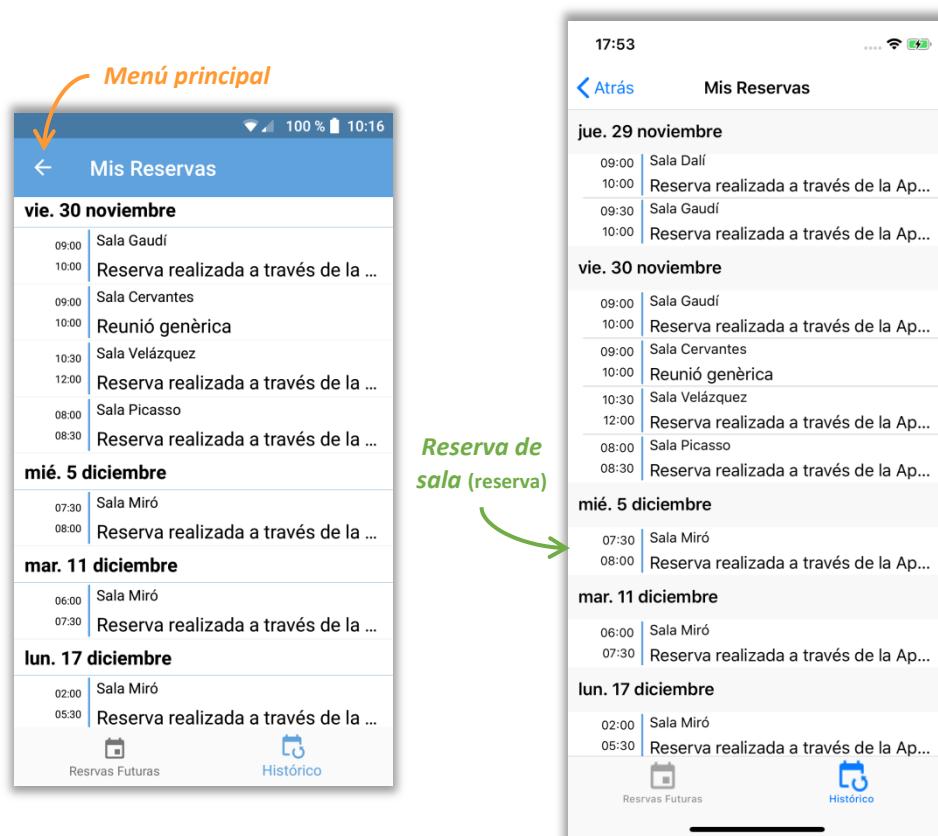 Menú principal
100 % 10:16
Mis Reservas
vie. 30 noviembre
09:00 Sala Gaudí
10:00 Reserva realizada a través de la ...
09:00 Sala Cervantes
10:00 Reunió genèrica
10:30 Sala Velázquez
12:00 Reserva realizada a través de la ...
08:00 Sala Picasso
08:30 Reserva realizada a través de la ...
mié. 5 diciembre
07:30 Sala Miró
08:00 Reserva realizada a través de la ...
mar. 11 diciembre
06:00 Sala Miró
07:30 Reserva realizada a través de la ...
lun. 17 diciembre
02:00 Sala Miró
05:30 Reserva realizada a través de la ...
Resrvas Futuras Histórico
Reserva de
sala (reserva)
17:53
Atrás Mis Reservas
jue. 29 noviembre
09:00 Sala Dalí
10:00 Reserva realizada a través de la Ap...
09:30 Sala Gaudí
10:00 Reserva realizada a través de la Ap...
vie. 30 noviembre
09:00 Sala Gaudí
10:00 Reserva realizada a través de la Ap...
09:00 Sala Cervantes
10:00 Reunió genèrica
10:30 Sala Velázquez
12:00 Reserva realizada a través de la Ap...
08:00 Sala Picasso
08:30 Reserva realizada a través de la Ap...
mié. 5 diciembre
07:30 Sala Miró
08:00 Reserva realizada a través de la Ap...
mar. 11 diciembre
06:00 Sala Miró
07:30 Reserva realizada a través de la Ap...
lun. 17 diciembre
02:00 Sala Miró
05:30 Reserva realizada a través de la Ap...
Resrvas Futuras Histórico